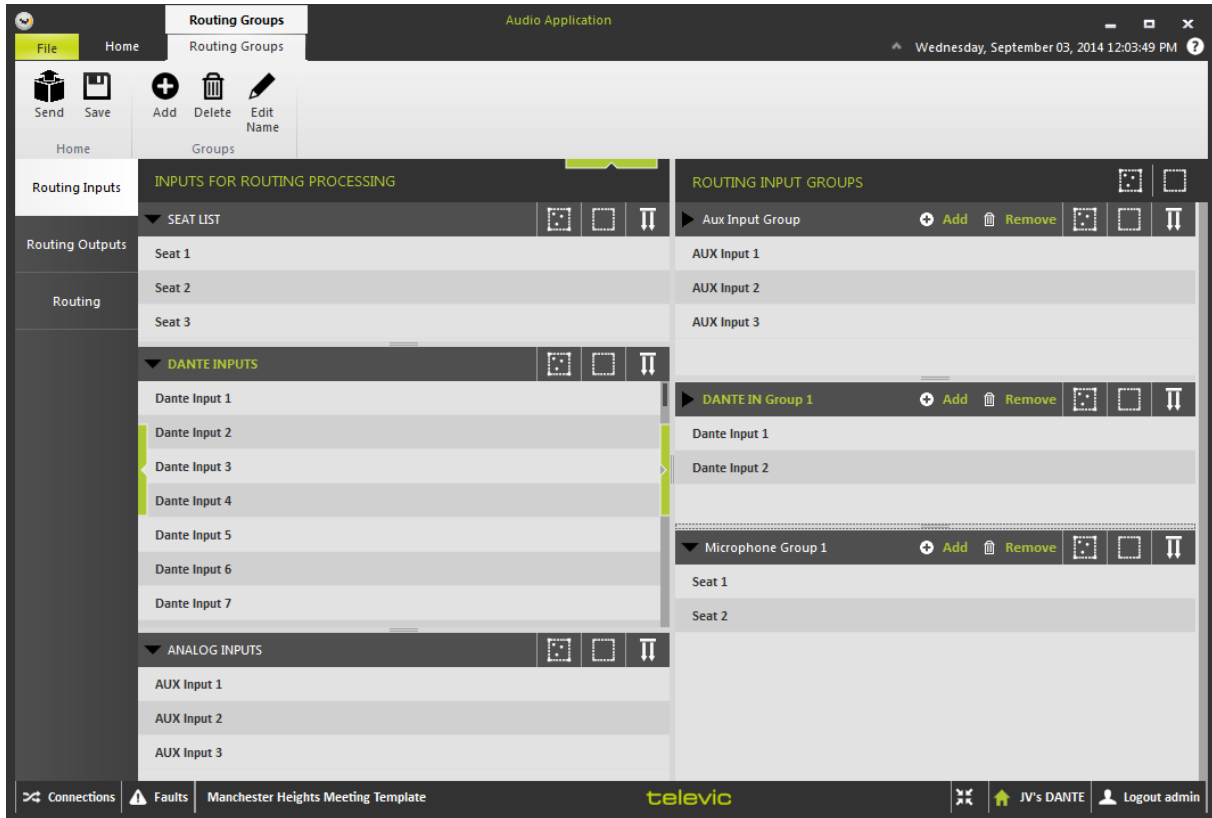 Routing Groups
Audio Application
File
Home
Routing Groups
Wednesday, September 03, 2014 12:03:49 PM
?
Send
Save
Add
Delete
Edit
Name
Home
Groups
Routing Inputs
Routing Outputs
Routing
INPUTS FOR ROUTING PROCESSING
SEAT LIST
Seat 1
Seat 2
Seat 3
DANTE INPUTS
Dante Input 1
Dante Input 2
Dante Input 3
Dante Input 4
Dante Input 5
Dante Input 6
Dante Input 7
ANALOG INPUTS
AUX Input 1
AUX Input 2
AUX Input 3
ROUTING INPUT GROUPS
Aux Input Group Add Remove
AUX Input 1
AUX Input 2
AUX Input 3
DANTE IN Group 1 Add Remove
Dante Input 1
Dante Input 2
Microphone Group 1 Add Remove
Seat 1
Seat 2
Connections Faults Manchester Heights Meeting Template televic JV's DANTE Logout admin